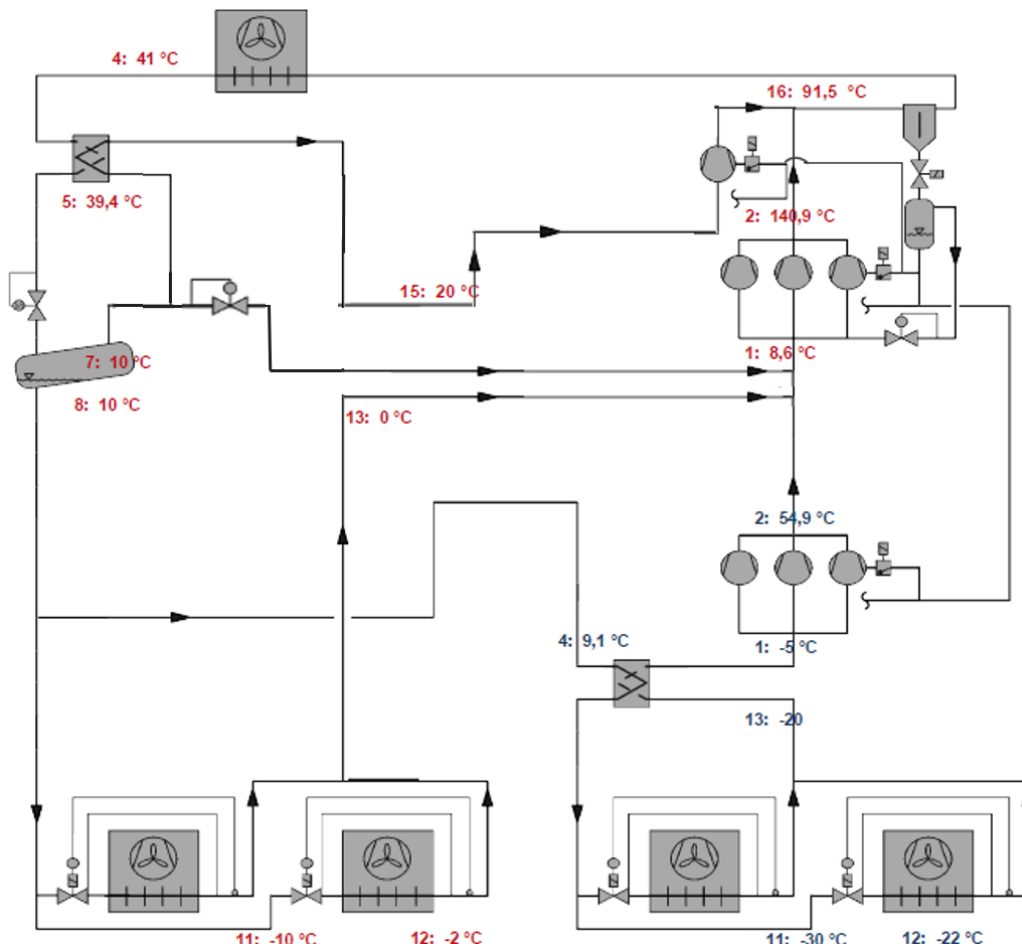 4: 41 °C
16: 91,5 °C
5: 39,4 °C
2: 140,9 °C
15: 20 °C
7: 10 °C
1: 8,6 °C
8: 10 °C
13: 0 °C
2: 54,9 °C
4: 9,1 °C
1: -5 °C
13: -20
11: -10 °C
12: -2 °C
11: -30 °C
12: -22 °C